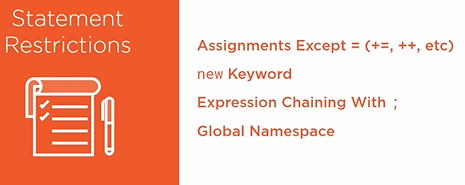 Statement
Restrictions
Assignments Except = (+=, ++, etc)
new Keyword
Expression Chaining With ;
Global Namespace